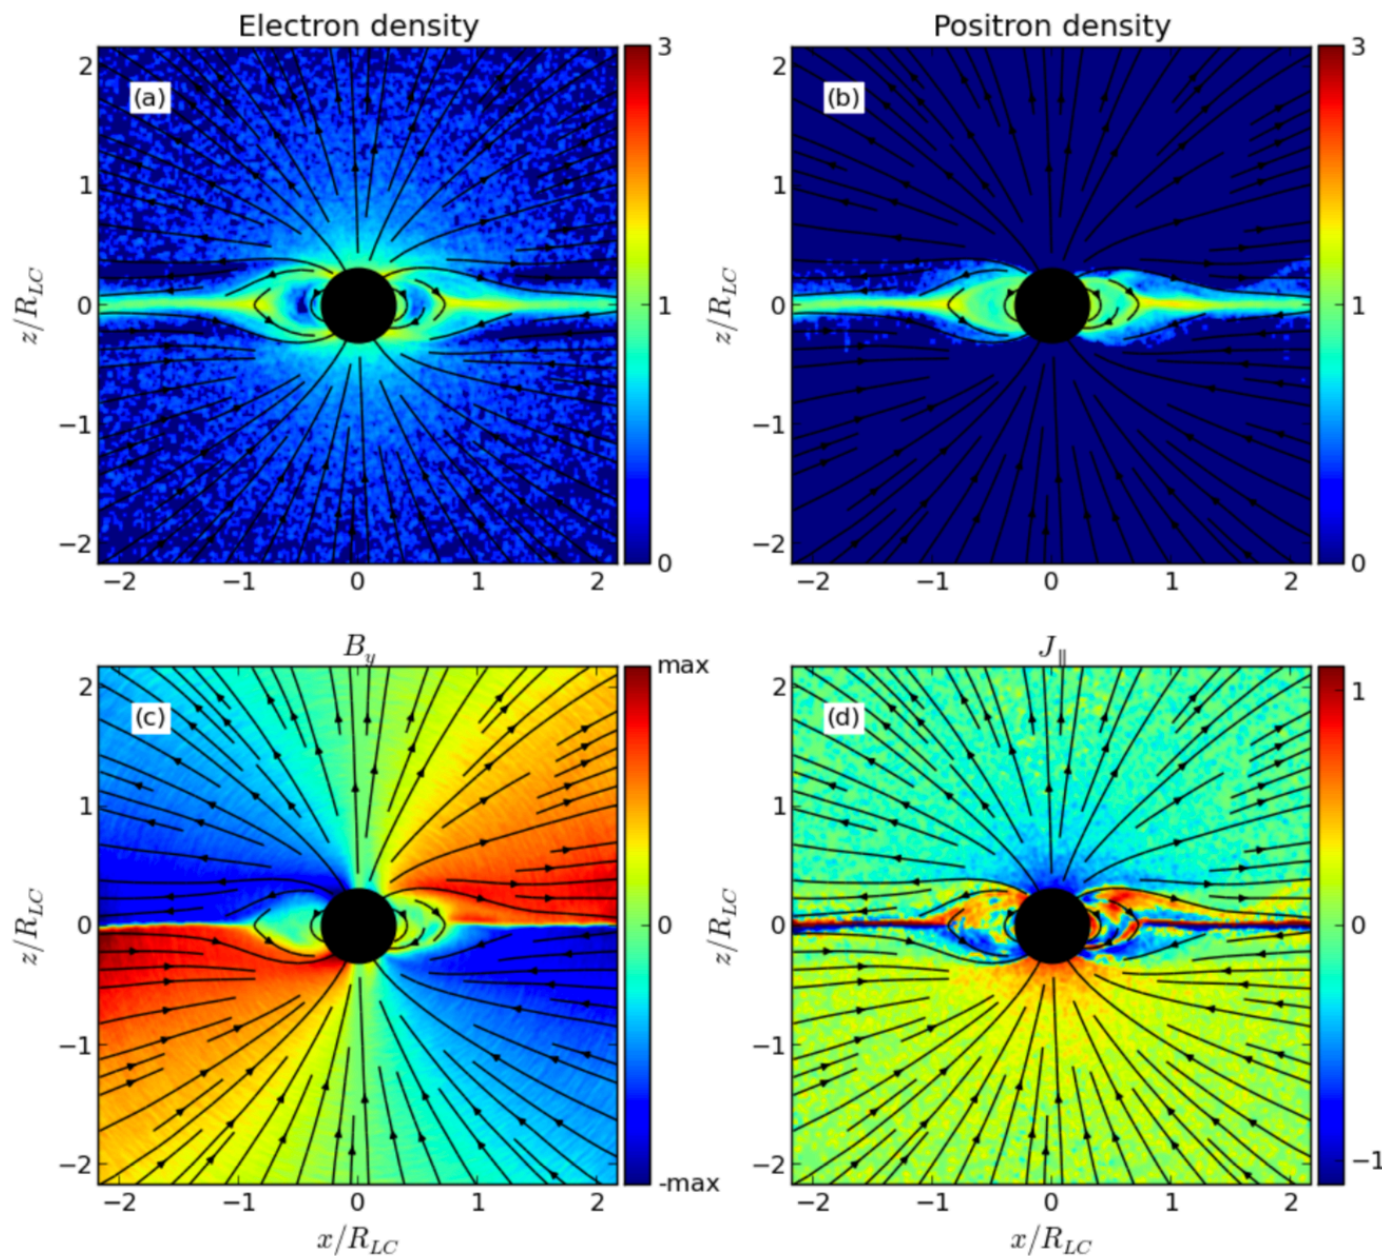 Electron density
Positron density
(a)
(b)
2
1
0
−1
−2
z/R_LC
−2 −1 0 1 2
3
1
0
2
1
0
−1
−2
z/R_LC
−2 −1 0 1 2
3
1
0
B_y
J_∥
(c)
(d)
2
1
0
−1
−2
z/R_LC
−2 −1 0 1 2
x/R_LC
max
0
-max
2
1
0
−1
−2
z/R_LC
−2 −1 0 1 2
x/R_LC
1
0
−1